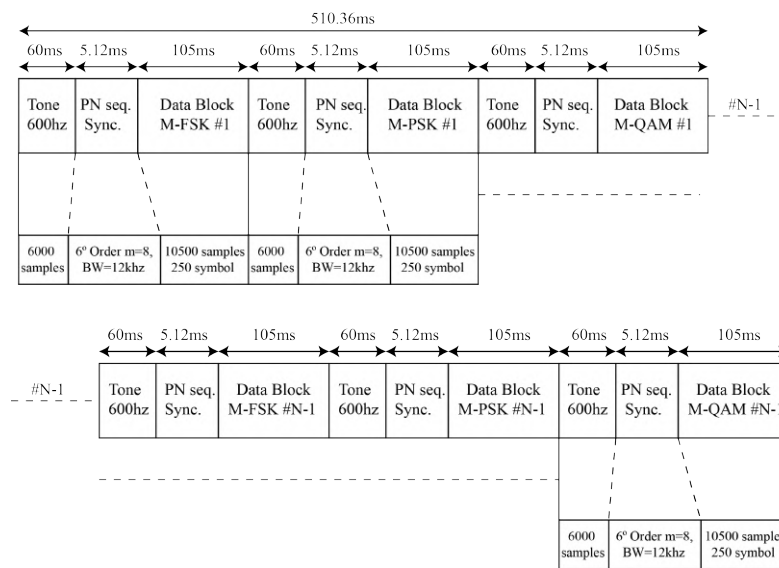 510.36ms
60ms 5.12ms 105ms 60ms 5.12ms 105ms 60ms 5.12ms 105ms
Tone PN seq. Data Block Tone PN seq. Data Block Tone PN seq. Data Block #N-1
600hz Sync. M-FSK #1 600hz Sync. M-PSK #1 600hz Sync. M-QAM #1
6000 6º Order m=8, 10500 samples 6000 6º Order m=8, 10500 samples
samples BW=12khz 250 symbol samples BW=12khz 250 symbol
60ms 5.12ms 105ms 60ms 5.12ms 105ms 60ms 5.12ms 105ms
#N-1 Tone PN seq. Data Block Tone PN seq. Data Block Tone PN seq. Data Block
600hz Sync. M-FSK #N-1 600hz Sync. M-PSK #N-1 600hz Sync. M-QAM #N-1
6000 6º Order m=8, 10500 sample
samples BW=12khz 250 symbol